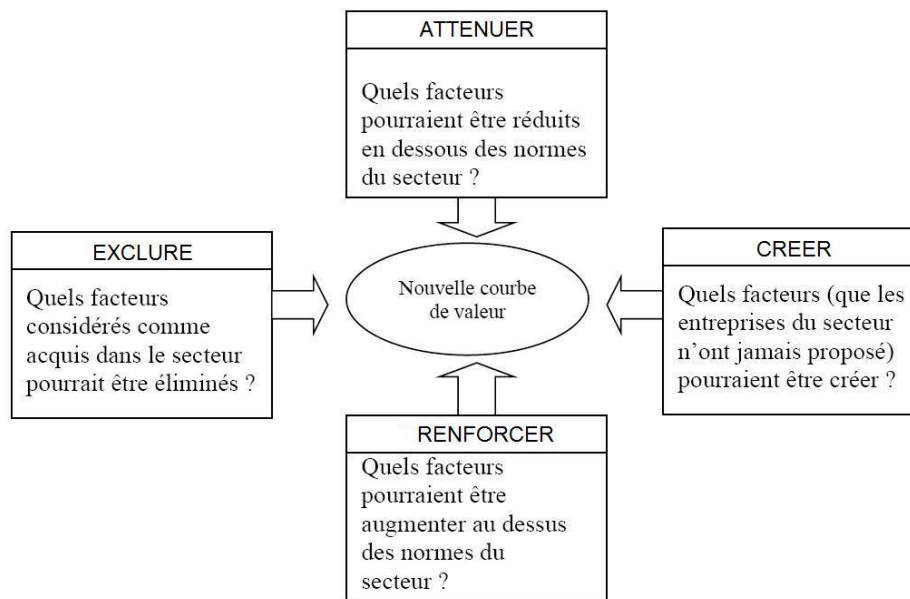 ATTENUER
Quels facteurs
pourraient être réduits
en dessous des normes
du secteur ?
EXCLURE
Quels facteurs
considérés comme
acquis dans le secteur
pourrait être éliminés ?
Nouvelle courbe
de valeur
CREER
Quels facteurs (que les
entreprises du secteur
n'ont jamais proposé)
pourraient être créer ?
RENFORCER
Quels facteurs
pourraient être
augmenter au dessus
des normes du
secteur ?